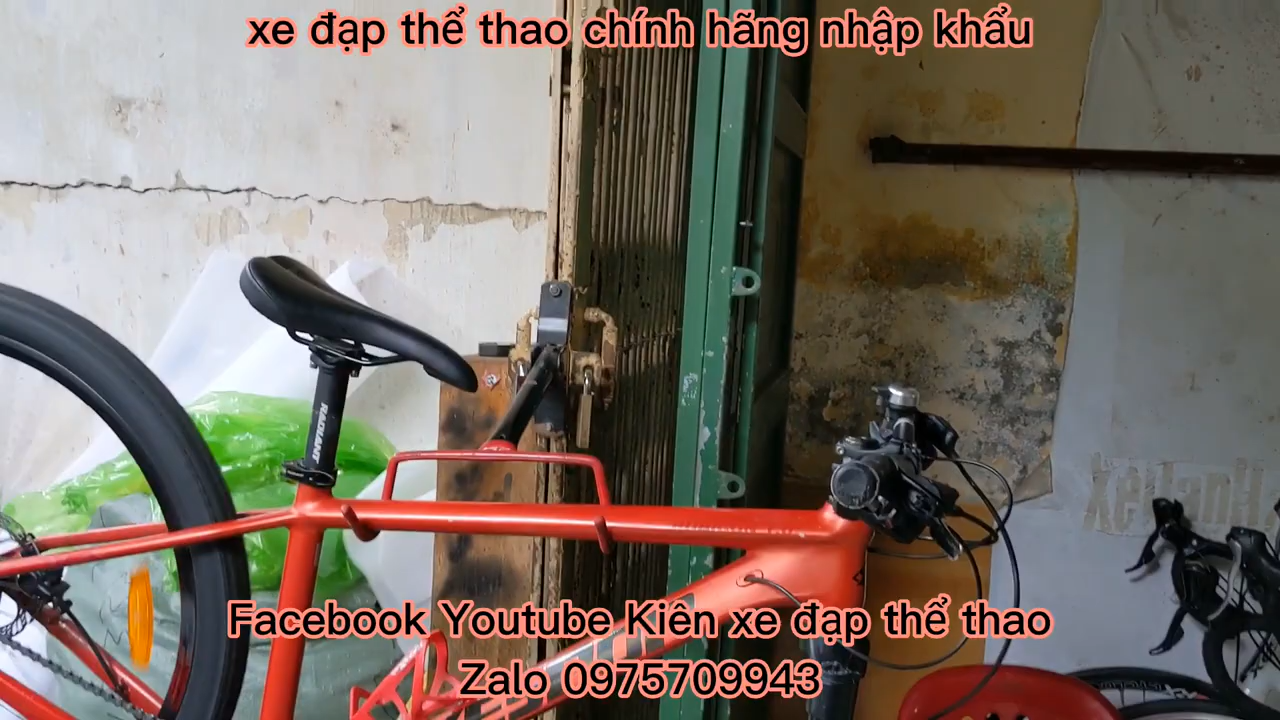 xe đạp thể thao chính hãng nhập khẩu
RADIANT
Facebook Youtube Kiên xe đạp thể thao
Zalo 0975709943